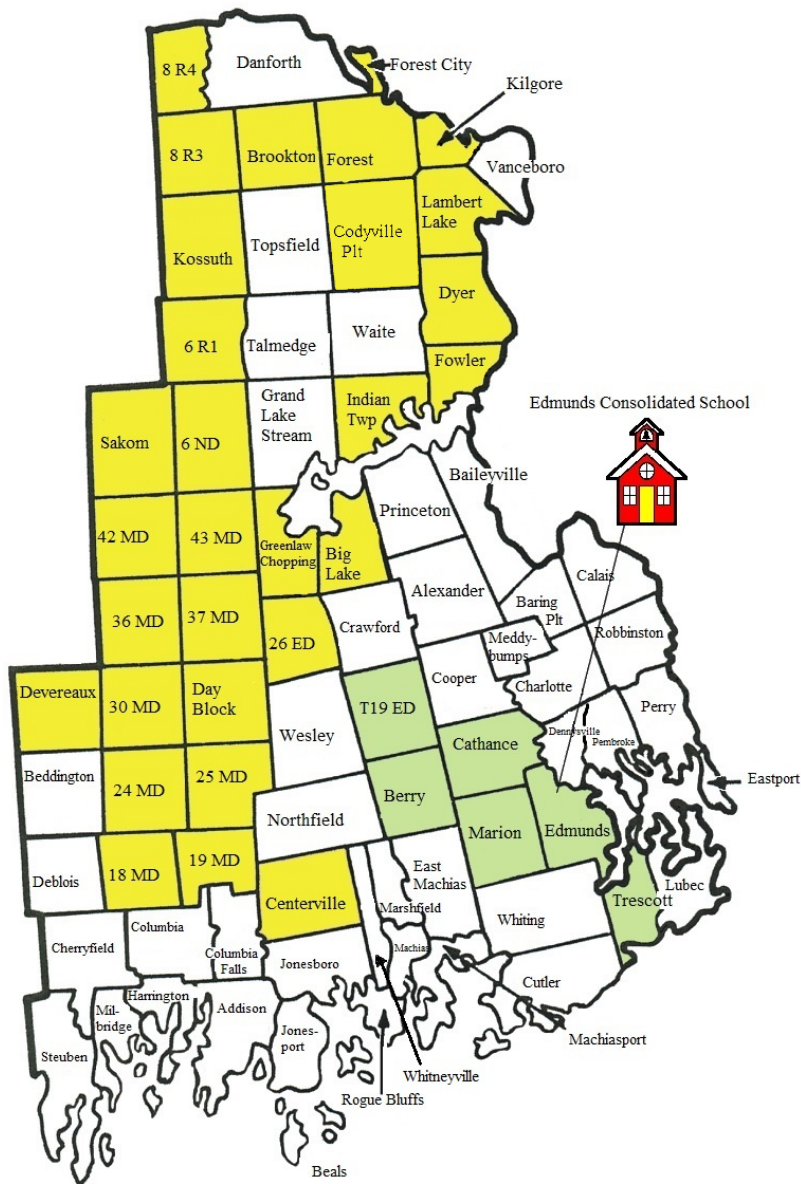 8 R4
Danforth
Forest City
Kilgore
8 R3
Brookton
Forest
Vanceboro
Lambert
Lake
Kossuth
Topsfield
Codyville
Plt
Dyer
6 R1
Talmedge
Waite
Fowler
Sakom
6 ND
Grand
Lake
Stream
Indian
Twp
Edmunds Consolidated School
Baileyville
Princeton
42 MD
43 MD
Greenlaw
Chopping
Big
Lake
Alexander
Calais
Baring
Plt
36 MD
37 MD
26 ED
Crawford
Meddy-
bumps
Robbinston
Cooper
Charlotte
Devereaux
30 MD
Day
Block
T19 ED
Perry
Wesley
Cathance
Dennysville
Pembroke
Beddington
24 MD
25 MD
Berry
Eastport
Northfield
Marion
Edmunds
Deblois
18 MD
19 MD
East
Machias
Lubec
Centerville
Marshfield
Trescott
Whiting
Cherryfield
Columbia
Columbia
Falls
Jonesboro
Machias
Cutler
Steuben
Mil-
bridge
Harrington
Addison
Jones-
port
Machiasport
Whitneyville
Rogue Bluffs
Beals